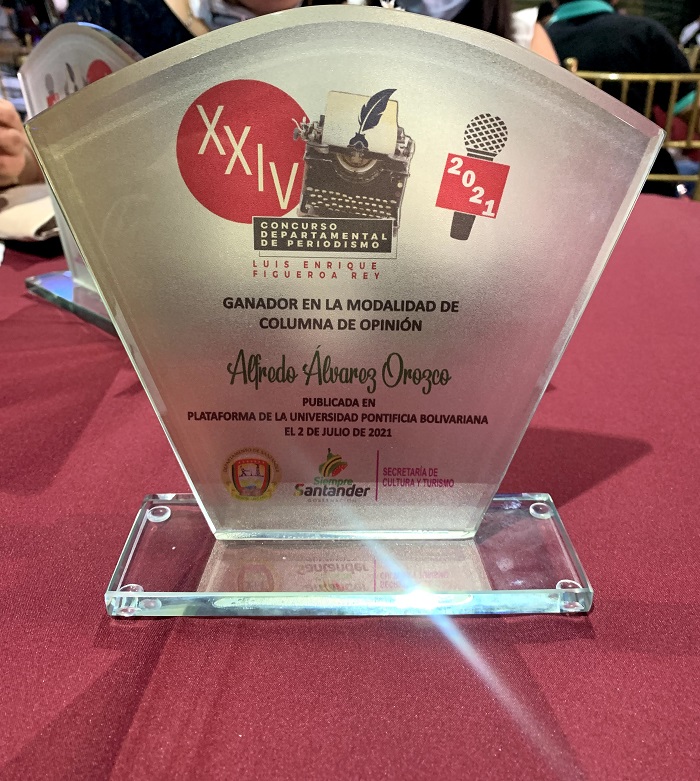 XXIV
2021
CONCURSO
DEPARTAMENTAL
DE PERIODISMO
LUIS ENRIQUE
FIGUEROA REY
GANADOR EN LA MODALIDAD DE
COLUMNA DE OPINIÓN
Alfredo Álvarez Orozco
PUBLICADA EN
PLATAFORMA DE LA UNIVERSIDAD PONTIFICIA BOLIVARIANA
EL 2 DE JULIO DE 2021
Siempre
Santander
SECRETARÍA DE
CULTURA Y TURISMO